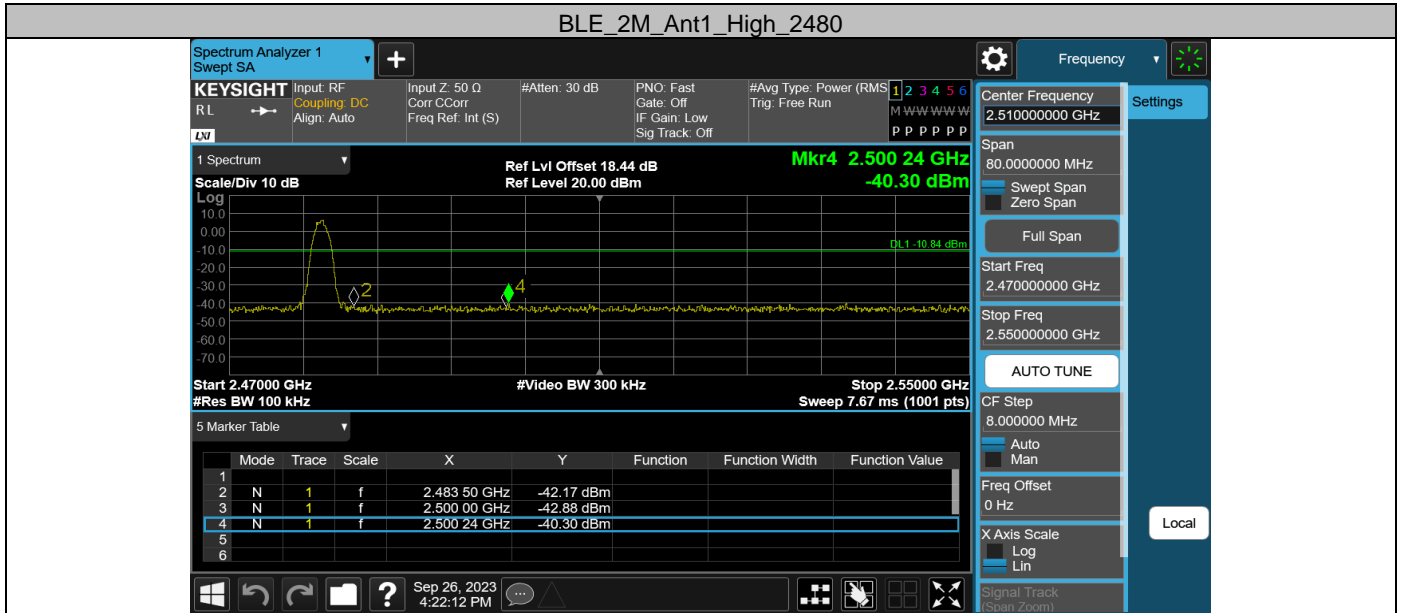 BLE_2M_Ant1_High_2480
Spectrum Analyzer 1
Swept SA
+
Frequency
KEYSIGHT
RL
LXI
Input: RF
Coupling: DC
Align: Auto
Input Z: 50 Ω
Corr CCorr
Freq Ref: Int (S)
#Atten: 30 dB
PNO: Fast
Gate: Off
IF Gain: Low
Sig Track: Off
#Avg Type: Power (RMS
Trig: Free Run
1 2 3 4 5 6
M W W W W W
P P P P P P
Center Frequency
2.510000000 GHz
Settings
Span
80.0000000 MHz
Swept Span
Zero Span
Full Span
Start Freq
2.470000000 GHz
Stop Freq
2.550000000 GHz
AUTO TUNE
CF Step
8.000000 MHz
Auto
Man
Freq Offset
0 Hz
X Axis Scale
Log
Lin
Signal Track
(Span Zoom)
Local
1 Spectrum
Scale/Div 10 dB
Ref Lvl Offset 18.44 dB
Ref Level 20.00 dBm
Mkr4 2.500 24 GHz
-40.30 dBm
Log
10.0
0.00
-10.0
-20.0
-30.0
-40.0
-50.0
-60.0
-70.0
DL1 -10.84 dBm
2
4
Start 2.47000 GHz
#Res BW 100 kHz
#Video BW 300 kHz
Stop 2.55000 GHz
Sweep 7.67 ms (1001 pts)
5 Marker Table
Mode Trace Scale X Y Function Function Width Function Value
1
2 N 1 f 2.483 50 GHz -42.17 dBm
3 N 1 f 2.500 00 GHz -42.88 dBm
4 N 1 f 2.500 24 GHz -40.30 dBm
5
6
?
Sep 26, 2023
4:22:12 PM